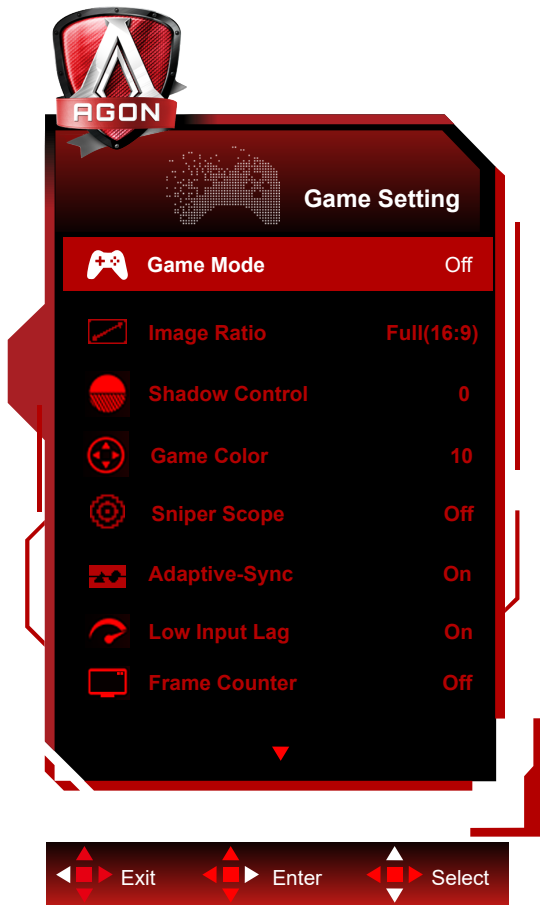 AGON
Game Setting
Game Mode Off
Image Ratio Full(16:9)
Shadow Control 0
Game Color 10
Sniper Scope Off
Adaptive-Sync On
Low Input Lag On
Frame Counter Off
Exit Enter Select